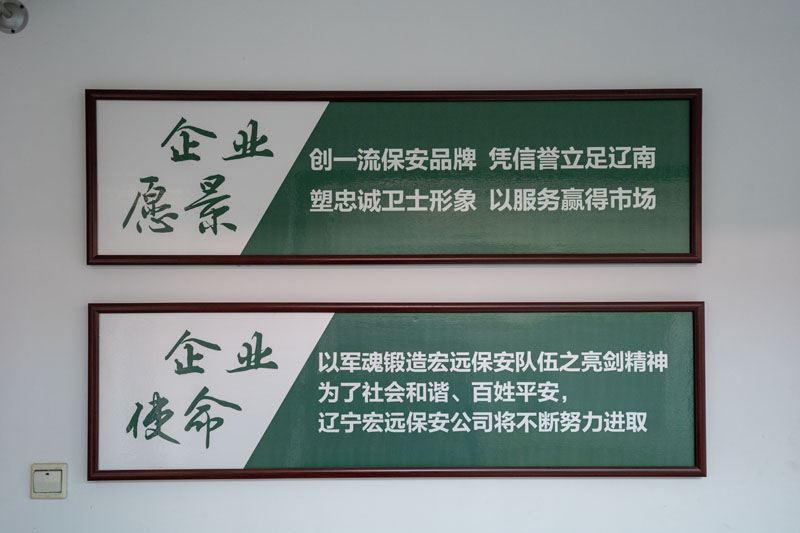 企业
愿景
创一流保安品牌 凭信誉立足辽南
塑忠诚卫士形象 以服务赢得市场
企业
使命
以军魂锻造宏远保安队伍之亮剑精神
为了社会和谐、百姓平安，
辽宁宏远保安公司将不断努力进取